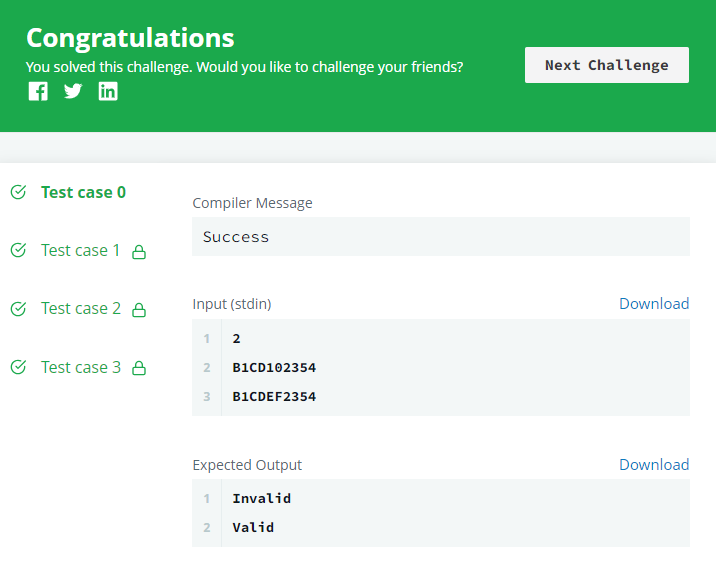 Congratulations
You solved this challenge. Would you like to challenge your friends?
Next Challenge
Test case 0
Test case 1
Test case 2
Test case 3
Compiler Message
Success
Input (stdin)
Download
1 2
2 B1CD102354
3 B1CDEF2354
Expected Output
Download
1 Invalid
2 Valid